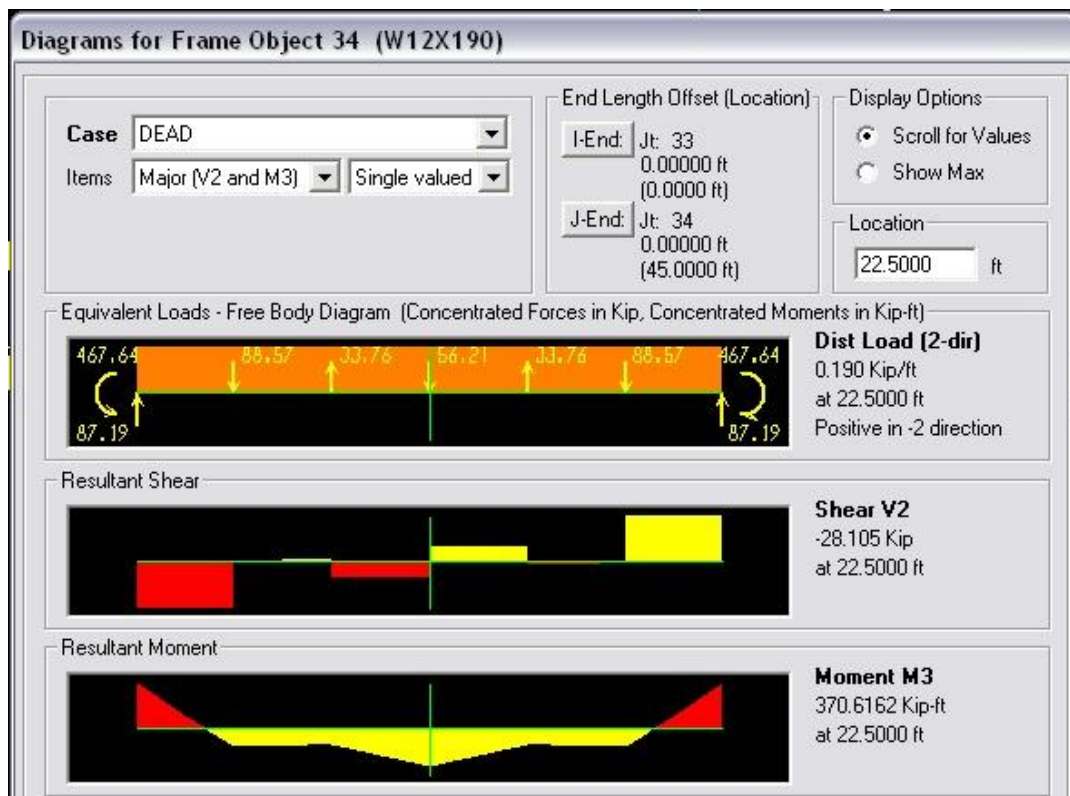 Diagrams for Frame Object 34 (W12X190)
Case DEAD
Items Major (V2 and M3) Single valued
End Length Offset (Location)
I-End: Jt: 33
0.00000 ft
(0.0000 ft)
J-End: Jt: 34
0.00000 ft
(45.0000 ft)
Display Options
Scroll for Values
Show Max
Location
22.5000 ft
Equivalent Loads - Free Body Diagram (Concentrated Forces in Kip, Concentrated Moments in Kip-ft)
467.64 88.57 33.76 56.21 33.76 88.57 467.64
87.19 87.19
Dist Load (2-dir)
0.190 Kip/ft
at 22.5000 ft
Positive in -2 direction
Resultant Shear
Shear V2
-28.105 Kip
at 22.5000 ft
Resultant Moment
Moment M3
370.6162 Kip-ft
at 22.5000 ft